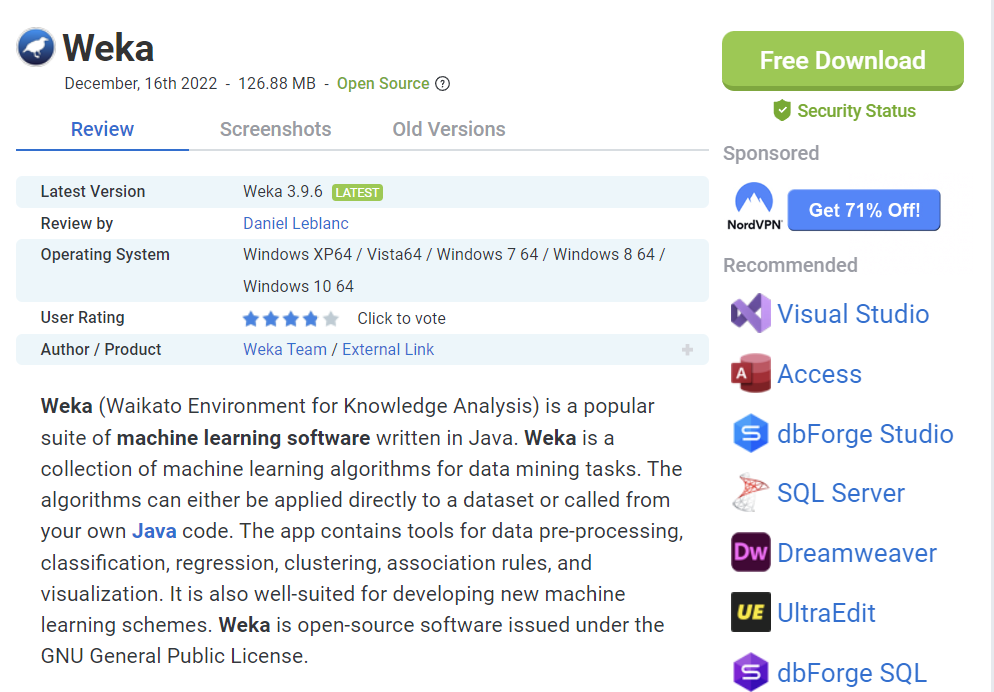 Weka
December, 16th 2022 - 126.88 MB - Open Source ?
Free Download
Security Status
Review Screenshots Old Versions
Latest Version Weka 3.9.6 LATEST
Review by Daniel Leblanc
Operating System Windows XP64 / Vista64 / Windows 7 64 / Windows 8 64 /
Windows 10 64
User Rating Click to vote
Author / Product Weka Team / External Link +
Weka (Waikato Environment for Knowledge Analysis) is a popular
suite of machine learning software written in Java. Weka is a
collection of machine learning algorithms for data mining tasks. The
algorithms can either be applied directly to a dataset or called from
your own Java code. The app contains tools for data pre-processing,
classification, regression, clustering, association rules, and
visualization. It is also well-suited for developing new machine
learning schemes. Weka is open-source software issued under the
GNU General Public License.
Sponsored
NordVPN Get 71% Off!
Recommended
Visual Studio
A Access
S dbForge Studio
SQL Server
Dw Dreamweaver
UE UltraEdit
S dbForge SQL